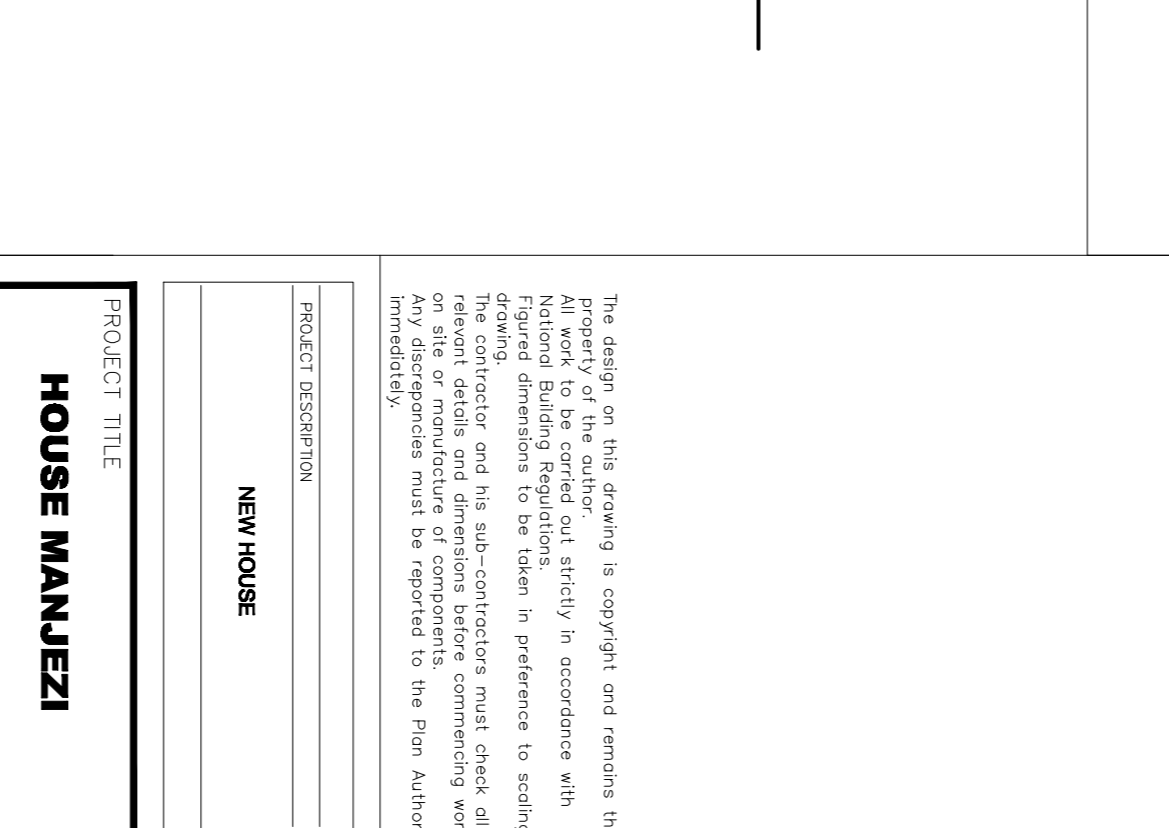 The design on this drawing is copyright and remains
property of the author.
All work to be carried out strictly in accordance with
National Building Regulations.
Figured dimensions to be taken in preference to scaling
drawing.
The contractor and his sub-contractors must check all
relevant details and dimensions before commencing
on site or manufacture of components.
Any discrepancies must be reported to the Plan
immediately.
PROJECT DESCRIPTION
NEW HOUSE
PROJECT TITLE
HOUSE MANJEZI